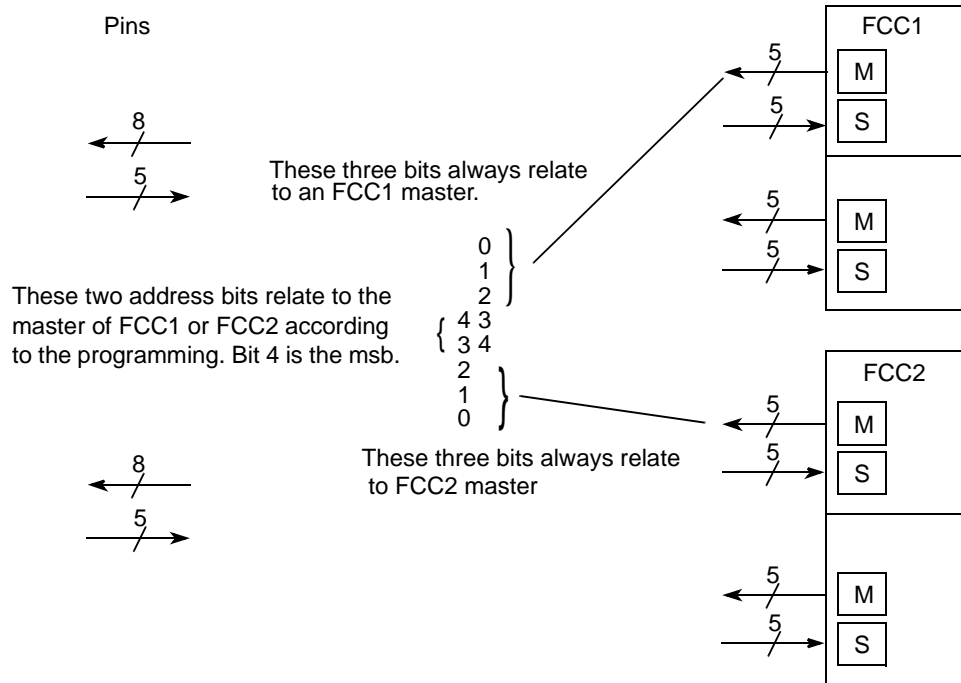 Pins
8
5
These three bits always relate
to an FCC1 master.
0
1
2
4 3
3 4
2
1
0
These two address bits relate to the
master of FCC1 or FCC2 according
to the programming. Bit 4 is the msb.
These three bits always relate
to FCC2 master
8
5
FCC1
5
M
5
S
5
M
5
S
FCC2
5
M
5
S
5
M
5
S